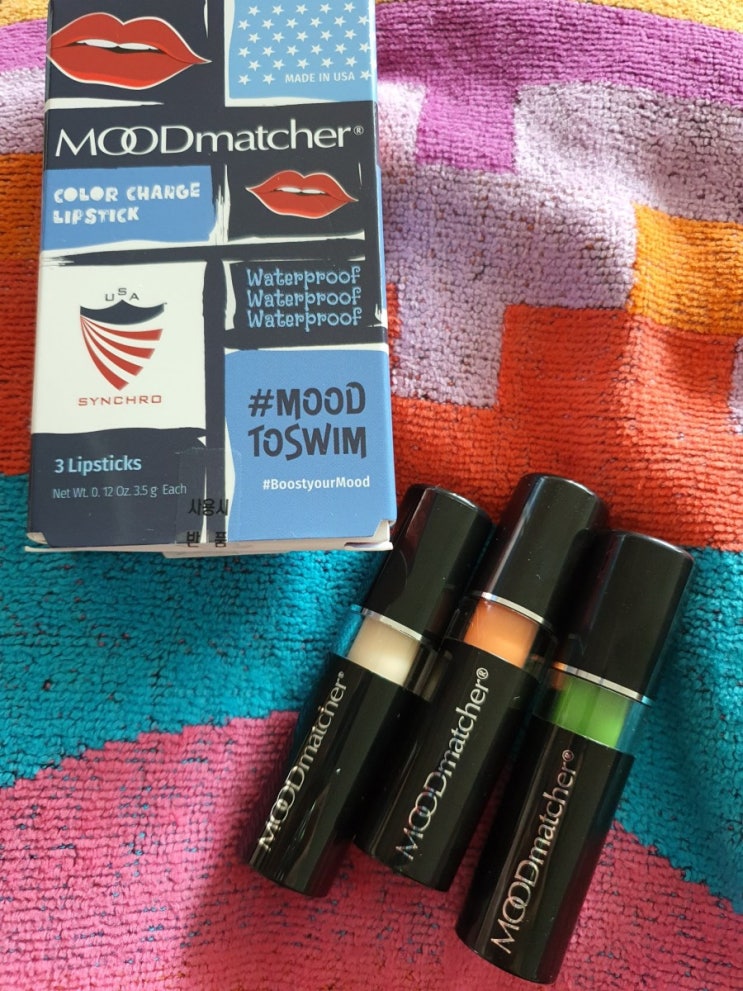 MADE IN USA
MOODmatcher®
COLOR CHANGE
LIPSTICK
USA
SYNCHRO
Waterproof
Waterproof
Waterproof
#MOOD
TOSWIM
#BoostyourMood
3 Lipsticks
Net Wt. 0.12 Oz. 3.5 g Each
사용시
반 품
MOODmatcher®
MOODmatcher®
MOODmatcher®